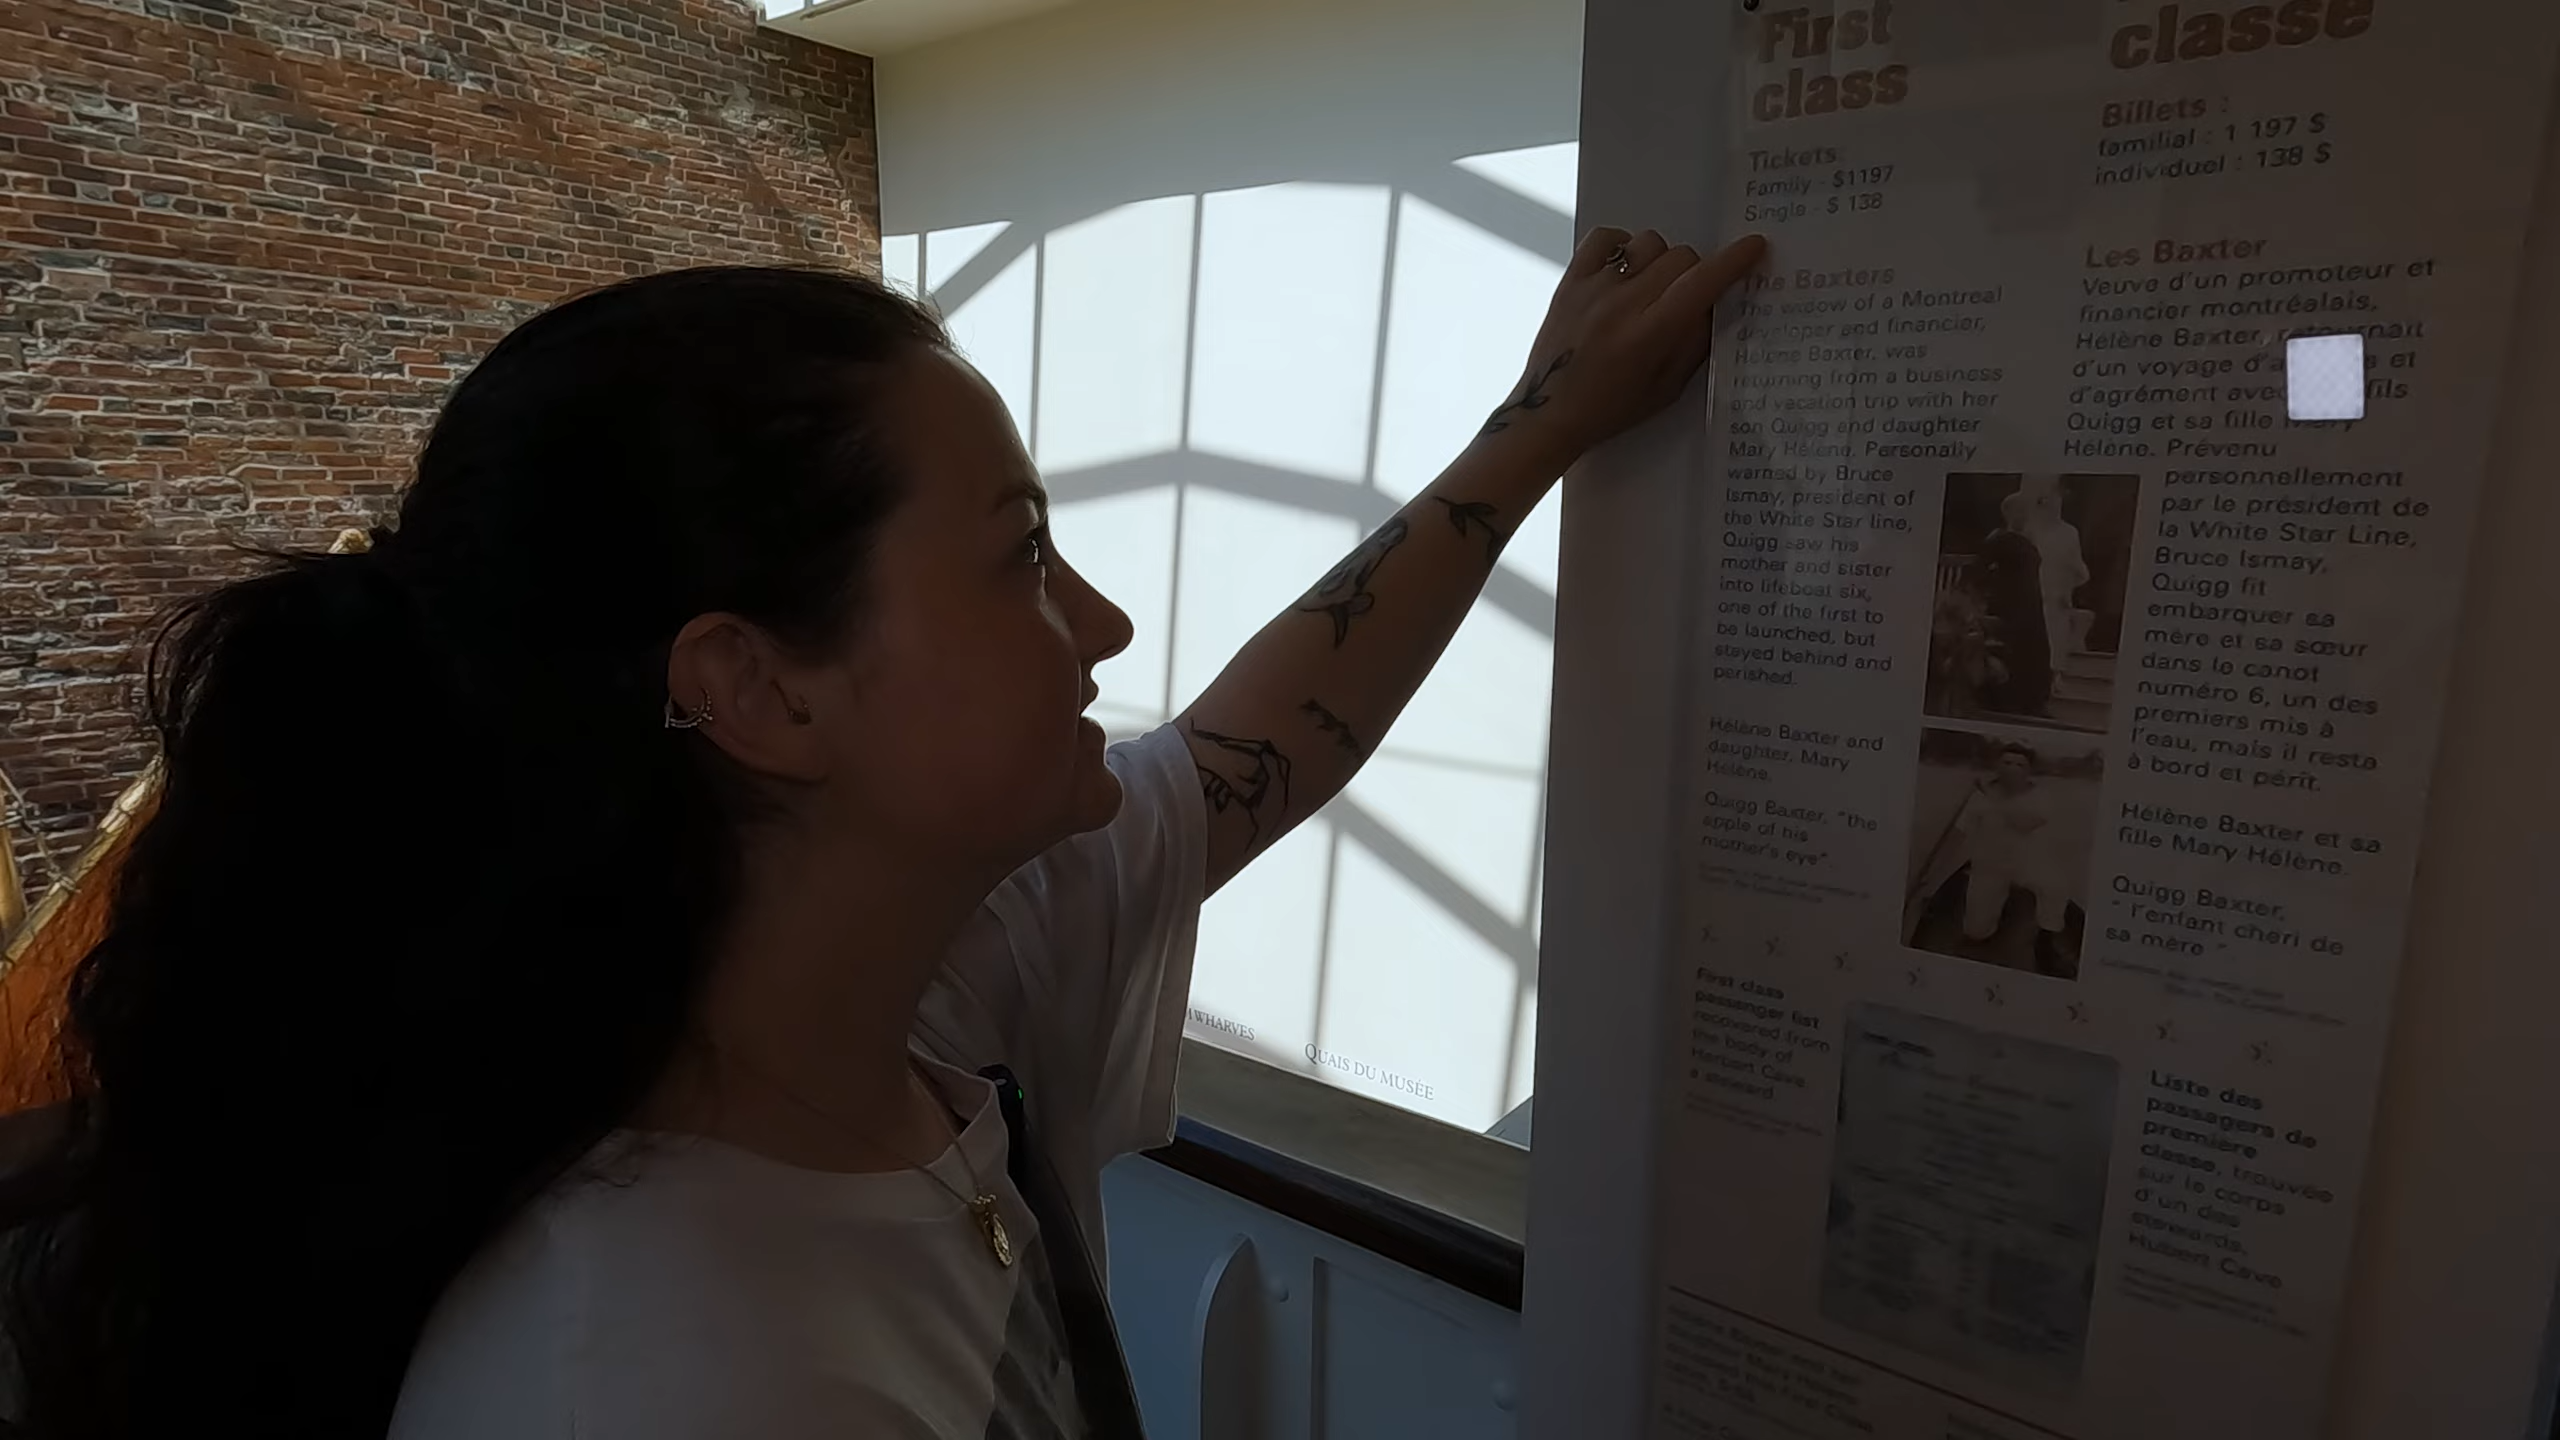 First
class
Tickets:
Family - $1197
Single - $ 138
The Baxters
The widow of a Montreal
developer and financier,
Hélène Baxter, was
returning from a business
and vacation trip with her
son Quigg and daughter
Mary Hélène. Personally
warned by Bruce
Ismay, president of
the White Star line,
Quigg saw his
mother and sister
into lifeboat six,
one of the first to
be launched, but
stayed behind and
perished.
Hélène Baxter and
daughter, Mary
Hélène.
Quigg Baxter, "the
apple of his
mother's eye".
First class
passenger list
recovered from
the body of
Herbert Cave
a steward
classe
Billets :
familial : 1 197 $
individuel : 138 $
Les Baxter
Veuve d'un promoteur et
financier montréalais,
Hélène Baxter, retournait
d'un voyage et
d'agrément avec fils
Quigg et sa fille Mary
Hélène. Prévenu
personnellement
par le président de
la White Star Line,
Bruce Ismay,
Quigg fit
embarquer sa
mère et sa sœur
dans le canot
numéro 6, un des
premiers mis à
l'eau, mais il resta
à bord et périt.
Hélène Baxter et sa
fille Mary Hélène.
Quigg Baxter,
" l'enfant chéri de
sa mère "
Liste des
passagers de
première
classe, trouvée
sur le corps
d'un des
stewards,
Cave
WHARVES
QUAIS DU MUSÉE